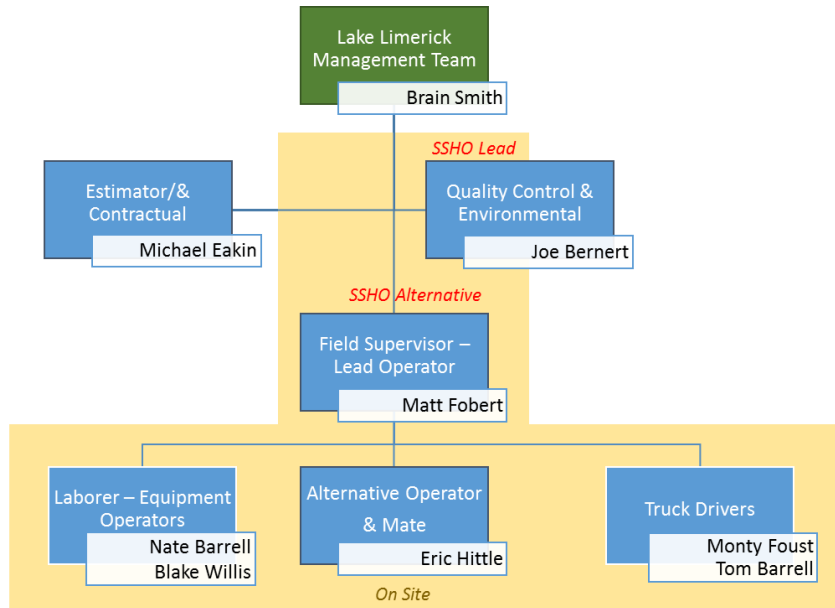 Lake Limerick
Management Team
Brain Smith
SSHO Lead
Estimator/&
Contractual
Michael Eakin
Quality Control &
Environmental
Joe Bernert
SSHO Alternative
Field Supervisor –
Lead Operator
Matt Fobert
Laborer – Equipment
Operators
Nate Barrell
Blake Willis
Alternative Operator
& Mate
Eric Hittle
Truck Drivers
Monty Foust
Tom Barrell
On Site